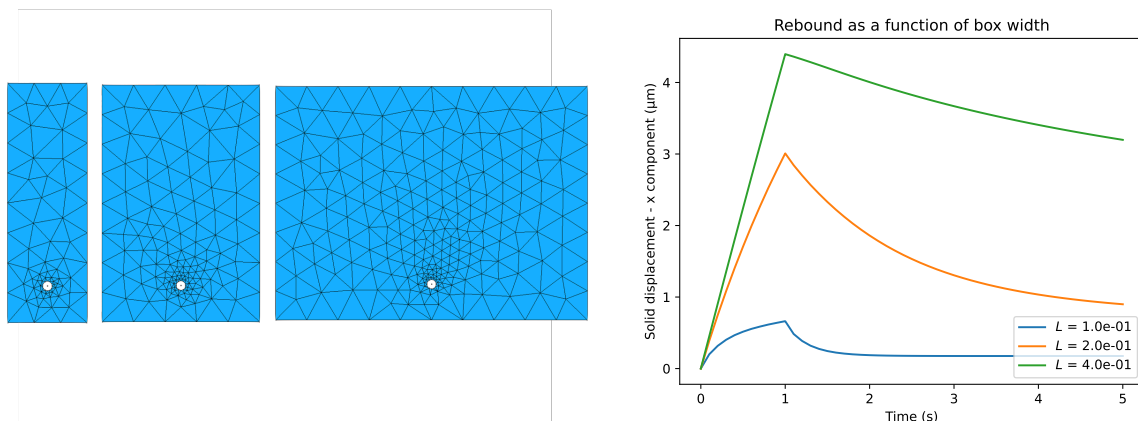 Rebound as a function of box width
Solid displacement - x component (μm)
4
3
2
1
0
L = 1.0e-01
L = 2.0e-01
L = 4.0e-01
0 1 2 3 4 5
Time (s)